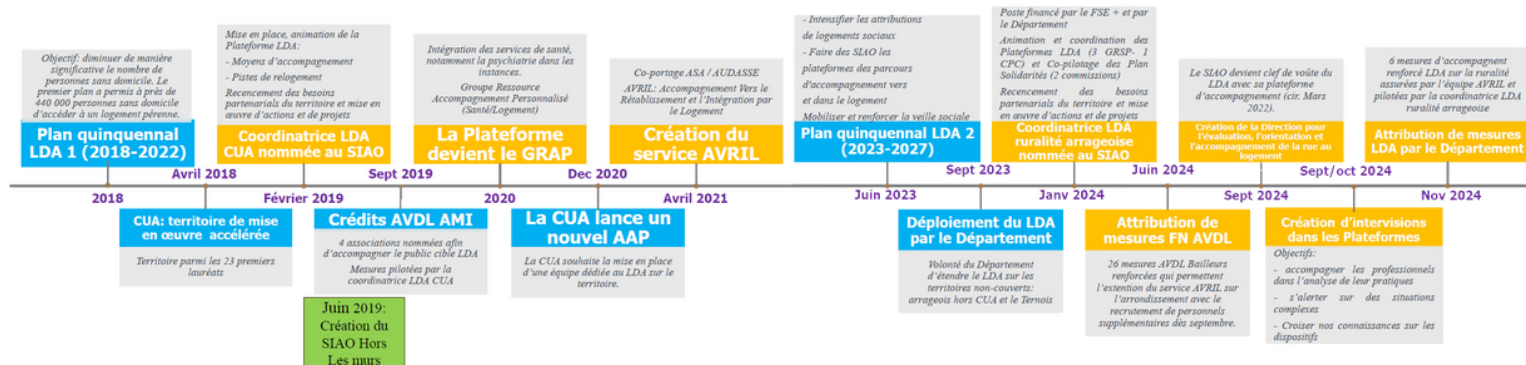 Objectif: diminuer de manière
significative le nombre de
personnes sans domicile. Le
premier plan a permis à près de
440 000 personnes sans domicile
d'accéder à un logement pérenne.
Plan quinquennal
LDA 1 (2018-2022)
2018
Avril 2018
CUA: territoire de mise
en œuvre accélérée
Territoire parmi les 23 premiers
lauréats
Mise en place, animation de la
Plateforme LDA:
- Moyens d'accompagnement
- Pistes de relogement
Recencement des besoins
partenarials du territoire et mise en
œuvre d'actions et de projets
Coordinatrice LDA
CUA nommée au SIAO
Février 2019
Sept 2019
Crédits AVDL AMI
4 associations nommées afin
d'accompagner le public cible LDA
Mesures pilotées par la
coordinatrice LDA CUA
Juin 2019:
Création du
SIAO Hors
Les murs
Intégration des services de santé,
notamment la psychiatrie dans les
instances.
Groupe Ressource
Accompagnement Personnalisé
(Santé/Logement)
La Plateforme
devient le GRAP
2020
Dec 2020
La CUA lance un
nouvel AAP
La CUA souhaite la mise en place
d'une équipe dédiée au LDA sur le
territoire.
Co-portage ASA / AUDASSE
AVRIL: Accompagnement Vers le
Rétablissement et l'Intégration par
le Logement
Création du
service AVRIL
Avril 2021
- Intensifier les attributions
de logements sociaux
- Faire des SIAO les
plateformes des parcours
d'accompagnement vers
et dans le logement
Mobiliser et renforcer la veille sociale
Plan quinquennal LDA 2
(2023-2027)
Juin 2023
Sept 2023
Déploiement du LDA
par le Département
Volonté du Département
d'étendre le LDA sur les
territoires non-couverts:
arrageois hors CUA et le Ternois
Poste financé par le FSE + et par
le Département
Animation et coordination des
Plateformes LDA (3 GRSP- 1
CPC) et Co-pilotage des Plan
Solidarités (2 commissions)
Recensement des besoins
partenarials du territoire et mise
en œuvre d'actions et de projets
Coordinatrice LDA
ruralité arrageoise
nommée au SIAO
Janv 2024
Juin 2024
Attribution de
mesures FN AVDL
26 mesures AVDL Bailleurs
renforcées qui permettent
l'extention du service AVRIL sur
l'arrondissement avec le
recrutement de personnels
supplémentaires dès septembre.
Le SIAO devient clef de voûte du
LDA avec sa plateforme
d'accompagnement (cir. Mars
2022).
Création de la Direction pour
l'évaluation, l'orientation et
l'accompagnement de la rue au
logement
Sept 2024
Sept/oct 2024
Création d'intervisions
dans les Plateformes
Objectifs:
- accompagner les professionnels
dans l'analyse de leur pratiques
- s'alerter sur des situations
complexes
- Croiser nos connaissances sur les
dispositifs
6 mesures d'accompagnent
renforcé LDA sur la ruralité
assurées par l'équipe AVRIL et
pilotées par la coordinatrice LDA
ruralité arrageoise
Attribution de mesures
LDA par le Département
Nov 2024